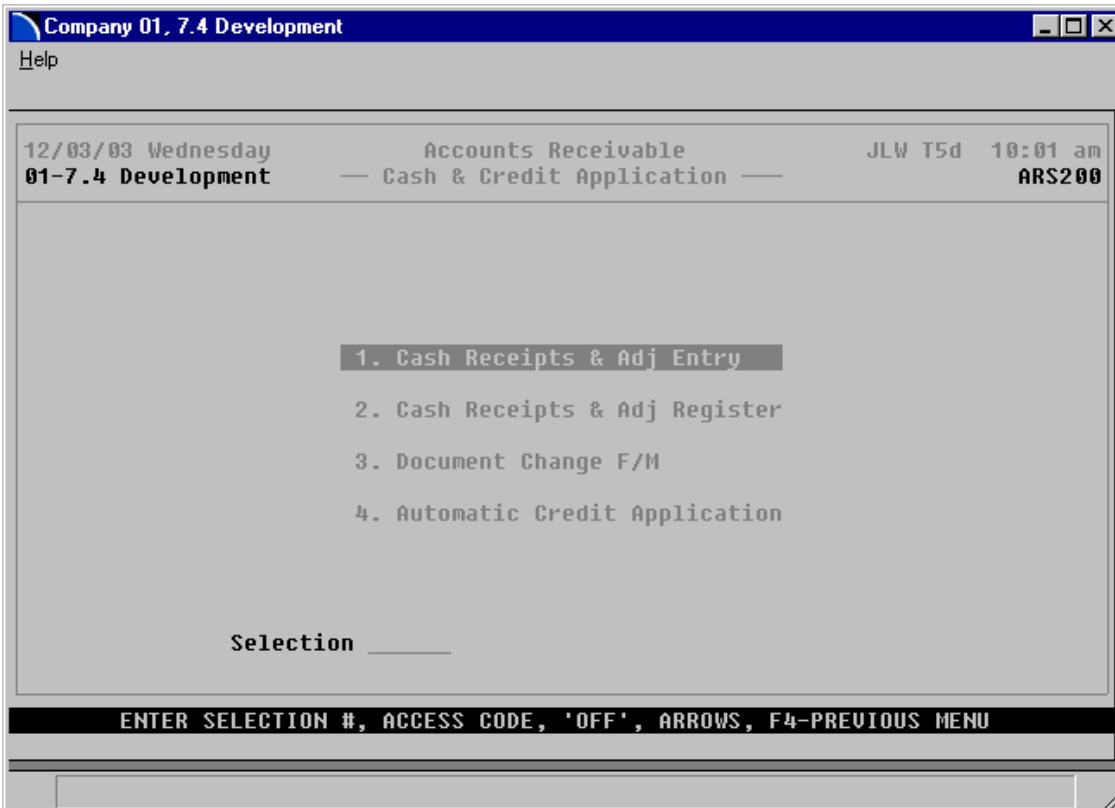 Company 01, 7.4 Development
Help
12/03/03 Wednesday Accounts Receivable JLW T5d 10:01 am
01-7.4 Development — Cash & Credit Application — ARS200
1. Cash Receipts & Adj Entry
2. Cash Receipts & Adj Register
3. Document Change F/M
4. Automatic Credit Application
Selection ______
ENTER SELECTION #, ACCESS CODE, 'OFF', ARROWS, F4-PREVIOUS MENU